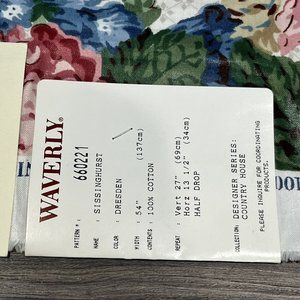 WAVERLY®
PATTERN #: 660221
NAME: SISSINGHURST
COLOR: DRESDEN
WIDTH: 54" (137cm)
CONTENTS: 100% COTTON
REPEAT: Vert 27" (69cm)
Horz 13 1/2" (34cm)
HALF DROP
COLLECTION: DESIGNER SERIES:
COUNTRY HOUSE
PLEASE INQUIRE FOR COORDINATING
PRODUCTS.